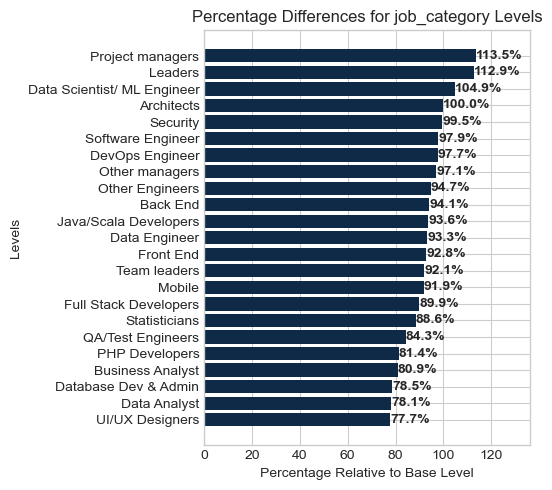 Percentage Differences for job_category Levels
Project managers 113.5%
Leaders 112.9%
Data Scientist/ ML Engineer 104.9%
Architects 100.0%
Security 99.5%
Software Engineer 97.9%
DevOps Engineer 97.7%
Other managers 97.1%
Other Engineers 94.7%
Back End 94.1%
Java/Scala Developers 93.6%
Data Engineer 93.3%
Front End 92.8%
Team leaders 92.1%
Mobile 91.9%
Full Stack Developers 89.9%
Statisticians 88.6%
QA/Test Engineers 84.3%
PHP Developers 81.4%
Business Analyst 80.9%
Database Dev & Admin 78.5%
Data Analyst 78.1%
UI/UX Designers 77.7%
Levels
0 20 40 60 80 100 120
Percentage Relative to Base Level